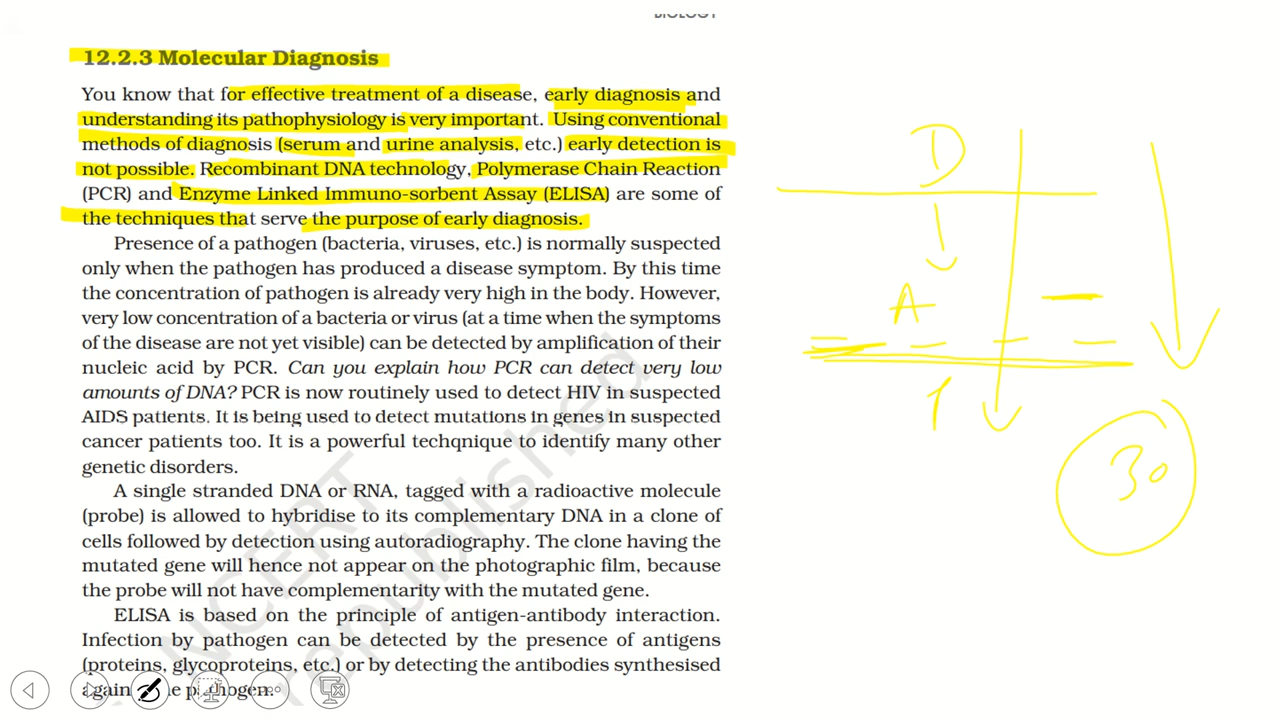 BIOLOGY
12.2.3 Molecular Diagnosis
You know that for effective treatment of a disease, early diagnosis and
understanding its pathophysiology is very important. Using conventional
methods of diagnosis (serum and urine analysis, etc.) early detection is
not possible. Recombinant DNA technology, Polymerase Chain Reaction
(PCR) and Enzyme Linked Immuno-sorbent Assay (ELISA) are some of
the techniques that serve the purpose of early diagnosis.
Presence of a pathogen (bacteria, viruses, etc.) is normally suspected
only when the pathogen has produced a disease symptom. By this time
the concentration of pathogen is already very high in the body. However,
very low concentration of a bacteria or virus (at a time when the symptoms
of the disease are not yet visible) can be detected by amplification of their
nucleic acid by PCR. Can you explain how PCR can detect very low
amounts of DNA? PCR is now routinely used to detect HIV in suspected
AIDS patients. It is being used to detect mutations in genes in suspected
cancer patients too. It is a powerful techqnique to identify many other
genetic disorders.
A single stranded DNA or RNA, tagged with a radioactive molecule
(probe) is allowed to hybridise to its complementary DNA in a clone of
cells followed by detection using autoradiography. The clone having the
mutated gene will hence not appear on the photographic film, because
the probe will not have complementarity with the mutated gene.
ELISA is based on the principle of antigen-antibody interaction.
Infection by pathogen can be detected by the presence of antigens
(proteins, glycoproteins, etc.) or by detecting the antibodies synthesised
D
A
30
NCERT
republished